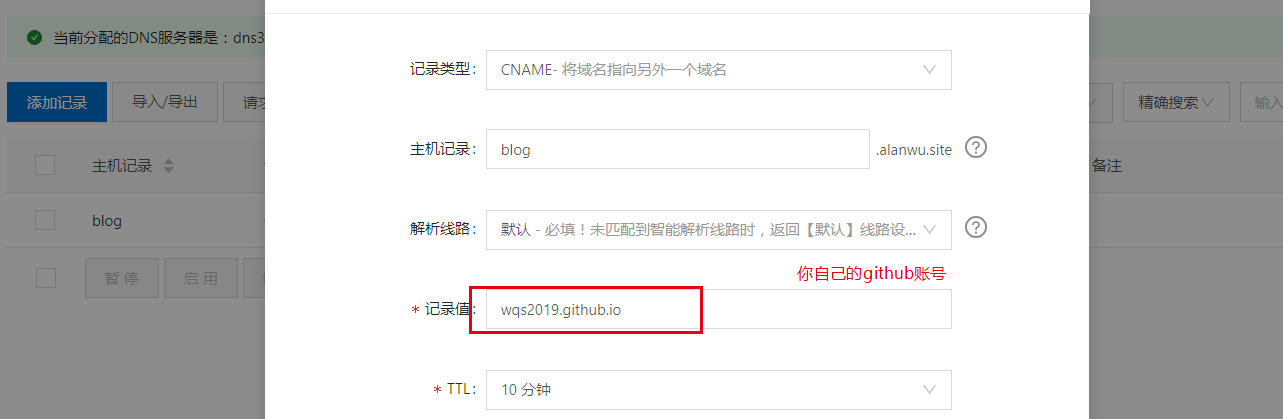 当前分配的DNS服务器是：dns3
添加记录
导入/导出
请求
精确搜索
输入
主机记录
备注
blog
暂 停
启 用
记录类型:
CNAME- 将域名指向另外一个域名
主机记录:
blog
.alanwu.site
?
解析线路:
默认 - 必填！未匹配到智能解析线路时，返回【默认】线路设...
?
你自己的github账号
* 记录值:
wqs2019.github.io
* TTL:
10 分钟